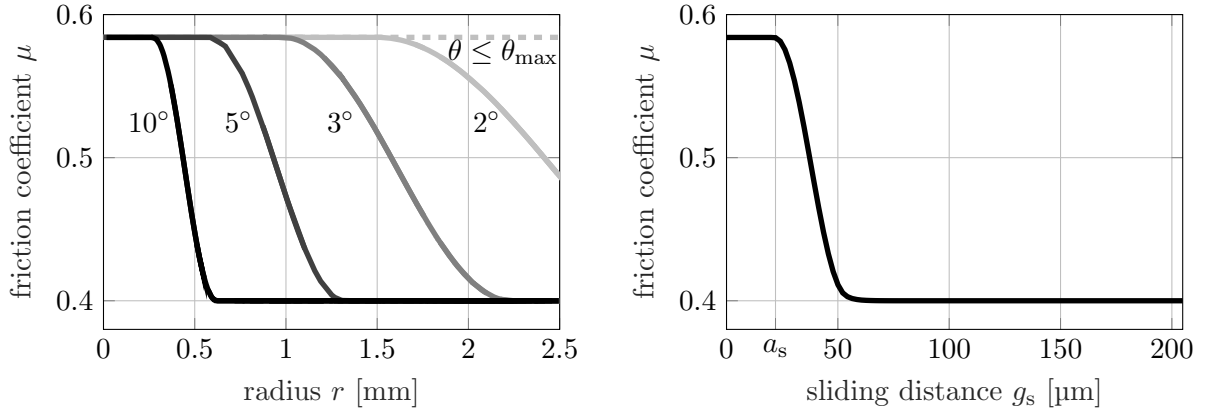 0.6
0.5
0.4
friction coefficient μ
10°
5°
3°
2°
θ ≤ θmax
0 0.5 1 1.5 2 2.5
radius r [mm]
0.6
0.5
0.4
friction coefficient μ
0 as 50 100 150 200
sliding distance gs [µm]